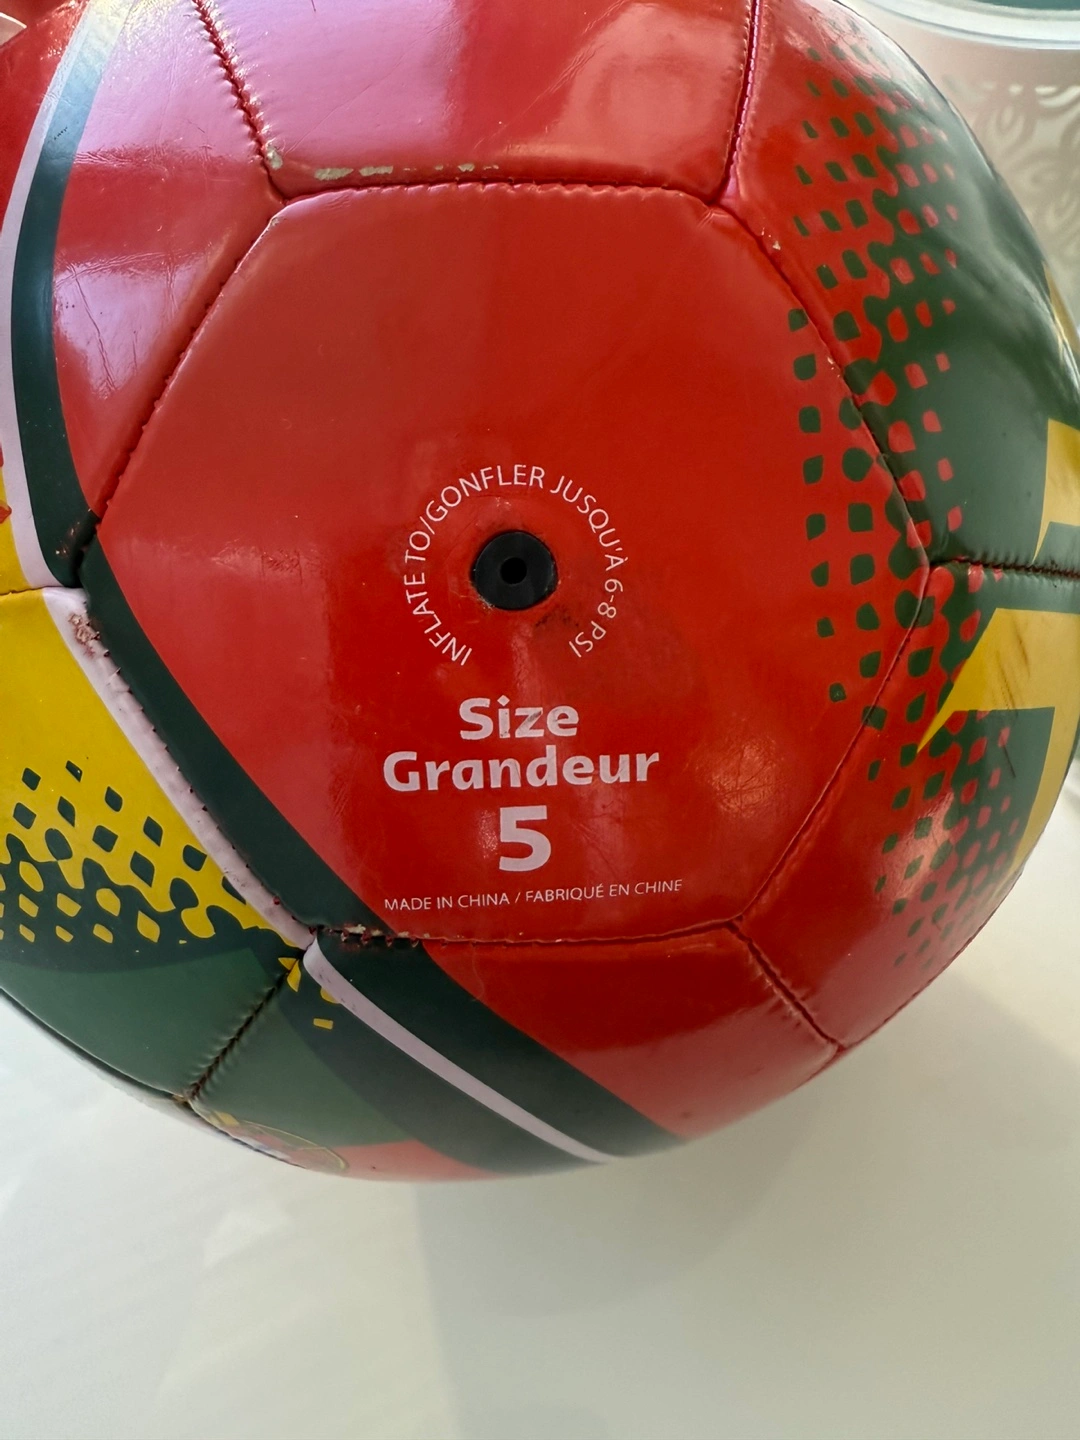 INFLATE TO/GONFLER JUSQU'À 6-8 PSI
Size
Grandeur
5
MADE IN CHINA / FABRIQUÉ EN CHINE